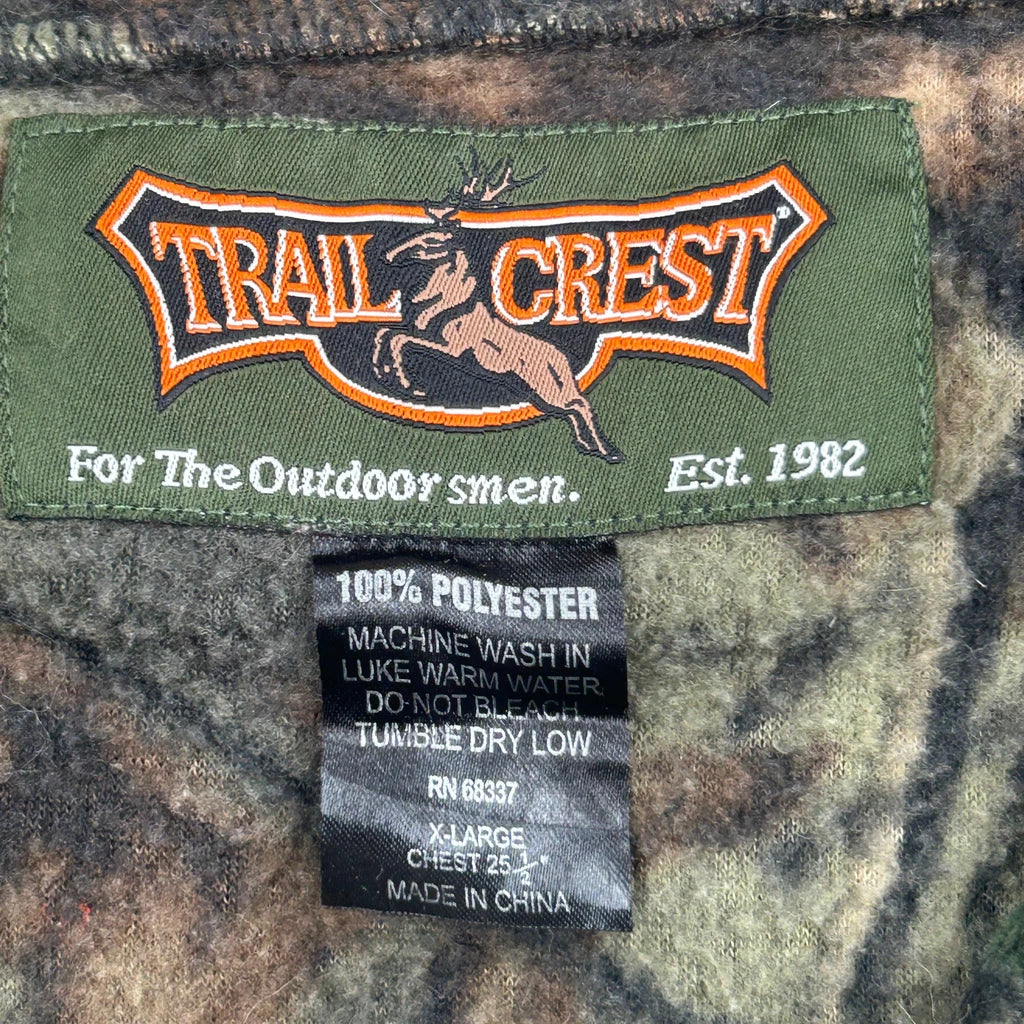 TRAIL CREST®
For The Outdoorsmen. Est. 1982
100% POLYESTER
MACHINE WASH IN
LUKE WARM WATER
DO NOT BLEACH
TUMBLE DRY LOW
RN 68337
X-LARGE
CHEST 25 1/2"
MADE IN CHINA